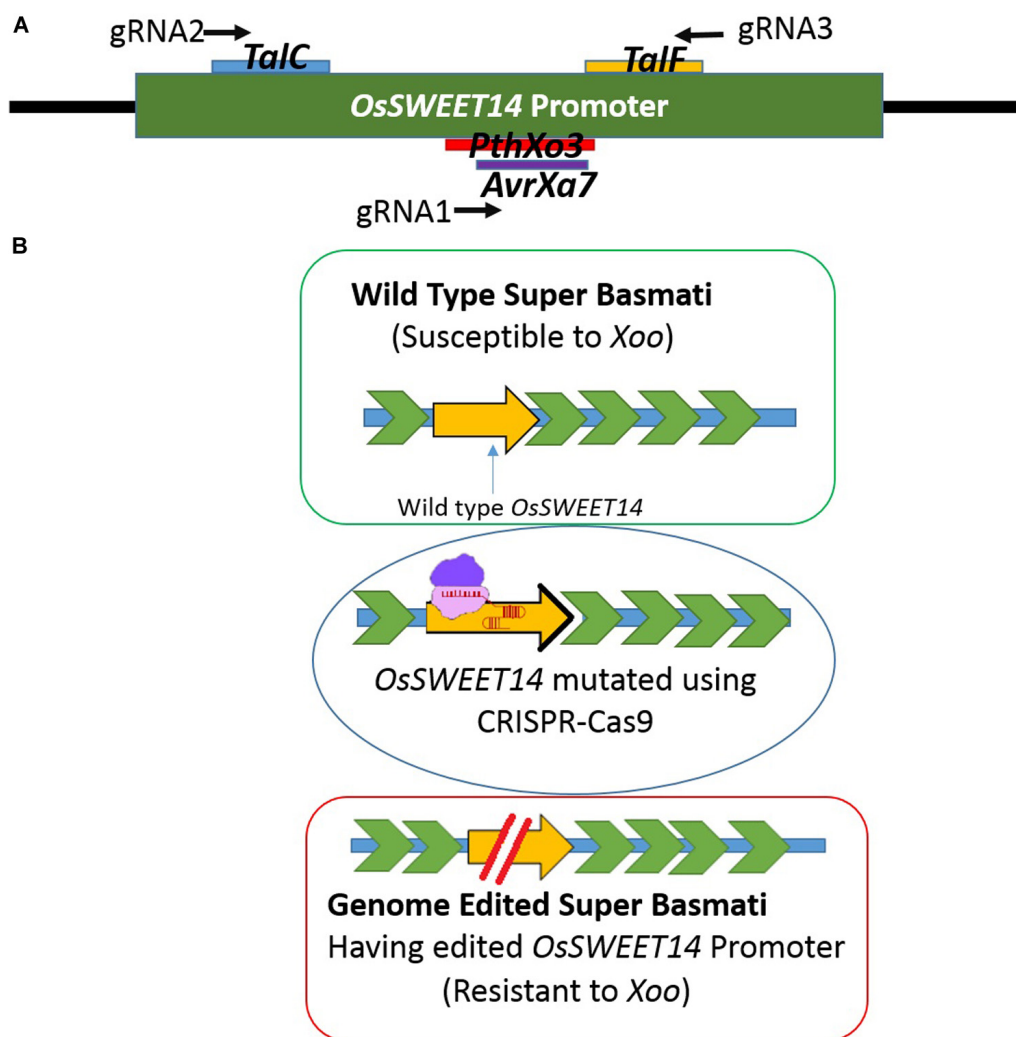 A
gRNA2
gRNA3
TalC
TalF
OsSWEET14 Promoter
PthXo3
AvrXa7
gRNA1
B
Wild Type Super Basmati
(Susceptible to Xoo)
Wild type OsSWEET14
OsSWEET14 mutated using
CRISPR-Cas9
Genome Edited Super Basmati
Having edited OsSWEET14 Promoter
(Resistant to Xoo)